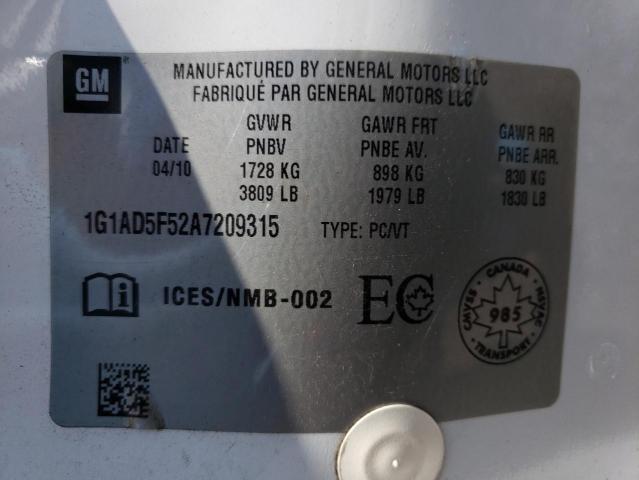 GM
MANUFACTURED BY GENERAL MOTORS LLC
FABRIQUÉ PAR GENERAL MOTORS LLC
GVWR GAWR FRT GAWR RR
DATE PNBV PNBE AV. PNBE ARR.
04/10 1728 KG 898 KG 830 KG
3809 LB 1979 LB 1830 LB
1G1AD5F52A7209315 TYPE: PC/VT
ICES/NMB-002 EC
CANADA
CMVSS 985 NSVAC
TRANSPORT